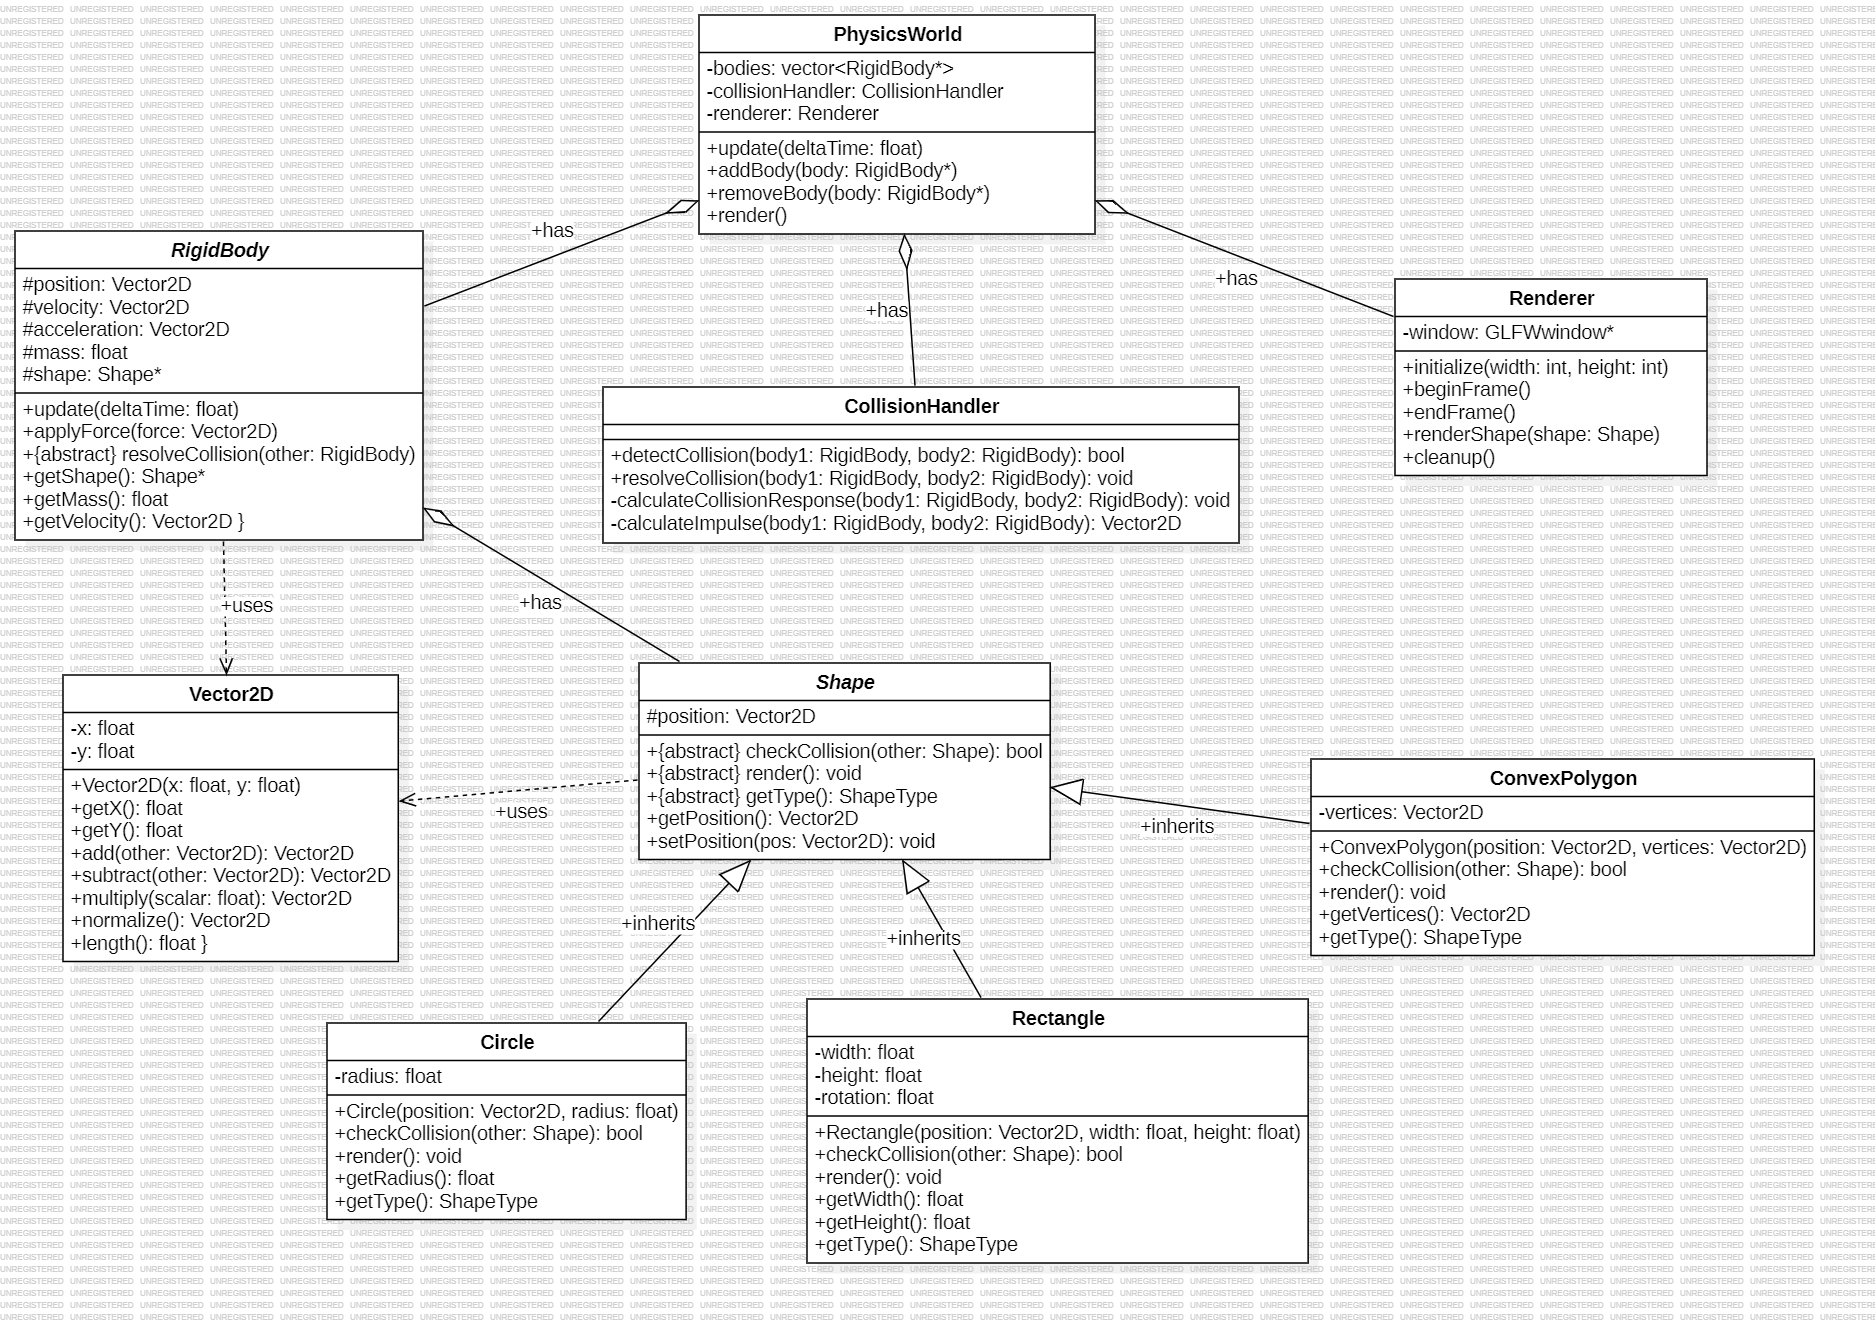 PhysicsWorld
-bodies: vector<RigidBody*>
-collisionHandler: CollisionHandler
-renderer: Renderer
+update(deltaTime: float)
+addBody(body: RigidBody*)
+removeBody(body: RigidBody*)
+render()
+has
+has
+has
RigidBody
#position: Vector2D
#velocity: Vector2D
#acceleration: Vector2D
#mass: float
#shape: Shape*
+update(deltaTime: float)
+applyForce(force: Vector2D)
+{abstract} resolveCollision(other: RigidBody)
+getShape(): Shape*
+getMass(): float
+getVelocity(): Vector2D }
CollisionHandler
+detectCollision(body1: RigidBody, body2: RigidBody): bool
+resolveCollision(body1: RigidBody, body2: RigidBody): void
-calculateCollisionResponse(body1: RigidBody, body2: RigidBody): void
-calculateImpulse(body1: RigidBody, body2: RigidBody): Vector2D
Renderer
-window: GLFWwindow*
+initialize(width: int, height: int)
+beginFrame()
+endFrame()
+renderShape(shape: Shape)
+cleanup()
+uses
+has
Vector2D
-x: float
-y: float
+Vector2D(x: float, y: float)
+getX(): float
+getY(): float
+add(other: Vector2D): Vector2D
+subtract(other: Vector2D): Vector2D
+multiply(scalar: float): Vector2D
+normalize(): Vector2D
+length(): float }
+uses
Shape
#position: Vector2D
+{abstract} checkCollision(other: Shape): bool
+{abstract} render(): void
+{abstract} getType(): ShapeType
+getPosition(): Vector2D
+setPosition(pos: Vector2D): void
+inherits
ConvexPolygon
-vertices: Vector2D
+ConvexPolygon(position: Vector2D, vertices: Vector2D)
+checkCollision(other: Shape): bool
+render(): void
+getVertices(): Vector2D
+getType(): ShapeType
+inherits
+inherits
Circle
-radius: float
+Circle(position: Vector2D, radius: float)
+checkCollision(other: Shape): bool
+render(): void
+getRadius(): float
+getType(): ShapeType
Rectangle
-width: float
-height: float
-rotation: float
+Rectangle(position: Vector2D, width: float, height: float)
+checkCollision(other: Shape): bool
+render(): void
+getWidth(): float
+getHeight(): float
+getType(): ShapeType
UNREGISTERED